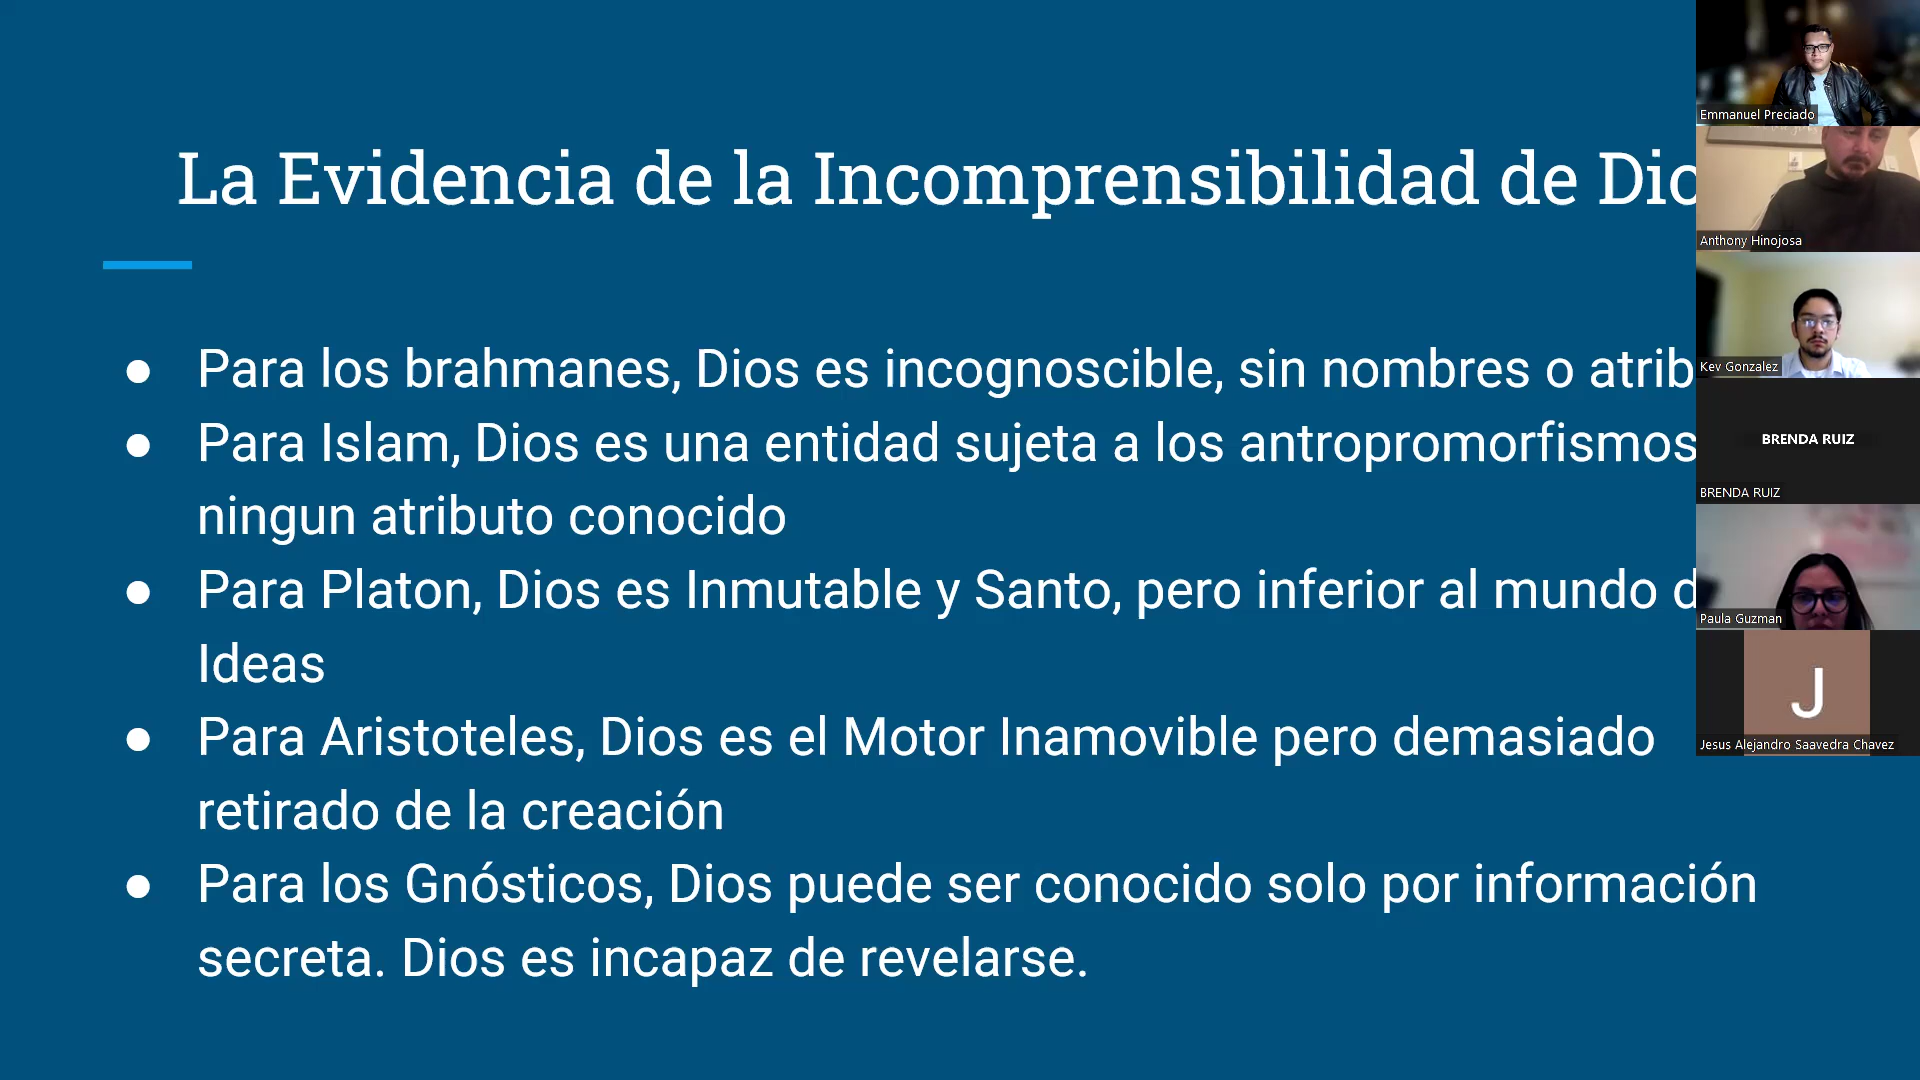 La Evidencia de la Incomprensibilidad de
● Para los brahmanes, Dios es incognoscible, sin nombres o
● Para Islam, Dios es una entidad sujeta a los antropromorfismos
ningun atributo conocido
● Para Platon, Dios es Inmutable y Santo, pero inferior al mundo
Ideas
● Para Aristoteles, Dios es el Motor Inamovible pero demasiado
retirado de la creación
● Para los Gnósticos, Dios puede ser conocido solo por información
secreta. Dios es incapaz de revelarse.
Emmanuel Preciado
Anthony Hinojosa
Kev Gonzalez
BRENDA RUIZ
BRENDA RUIZ
Paula Guzman
J
Jesus Alejandro Saavedra Chavez